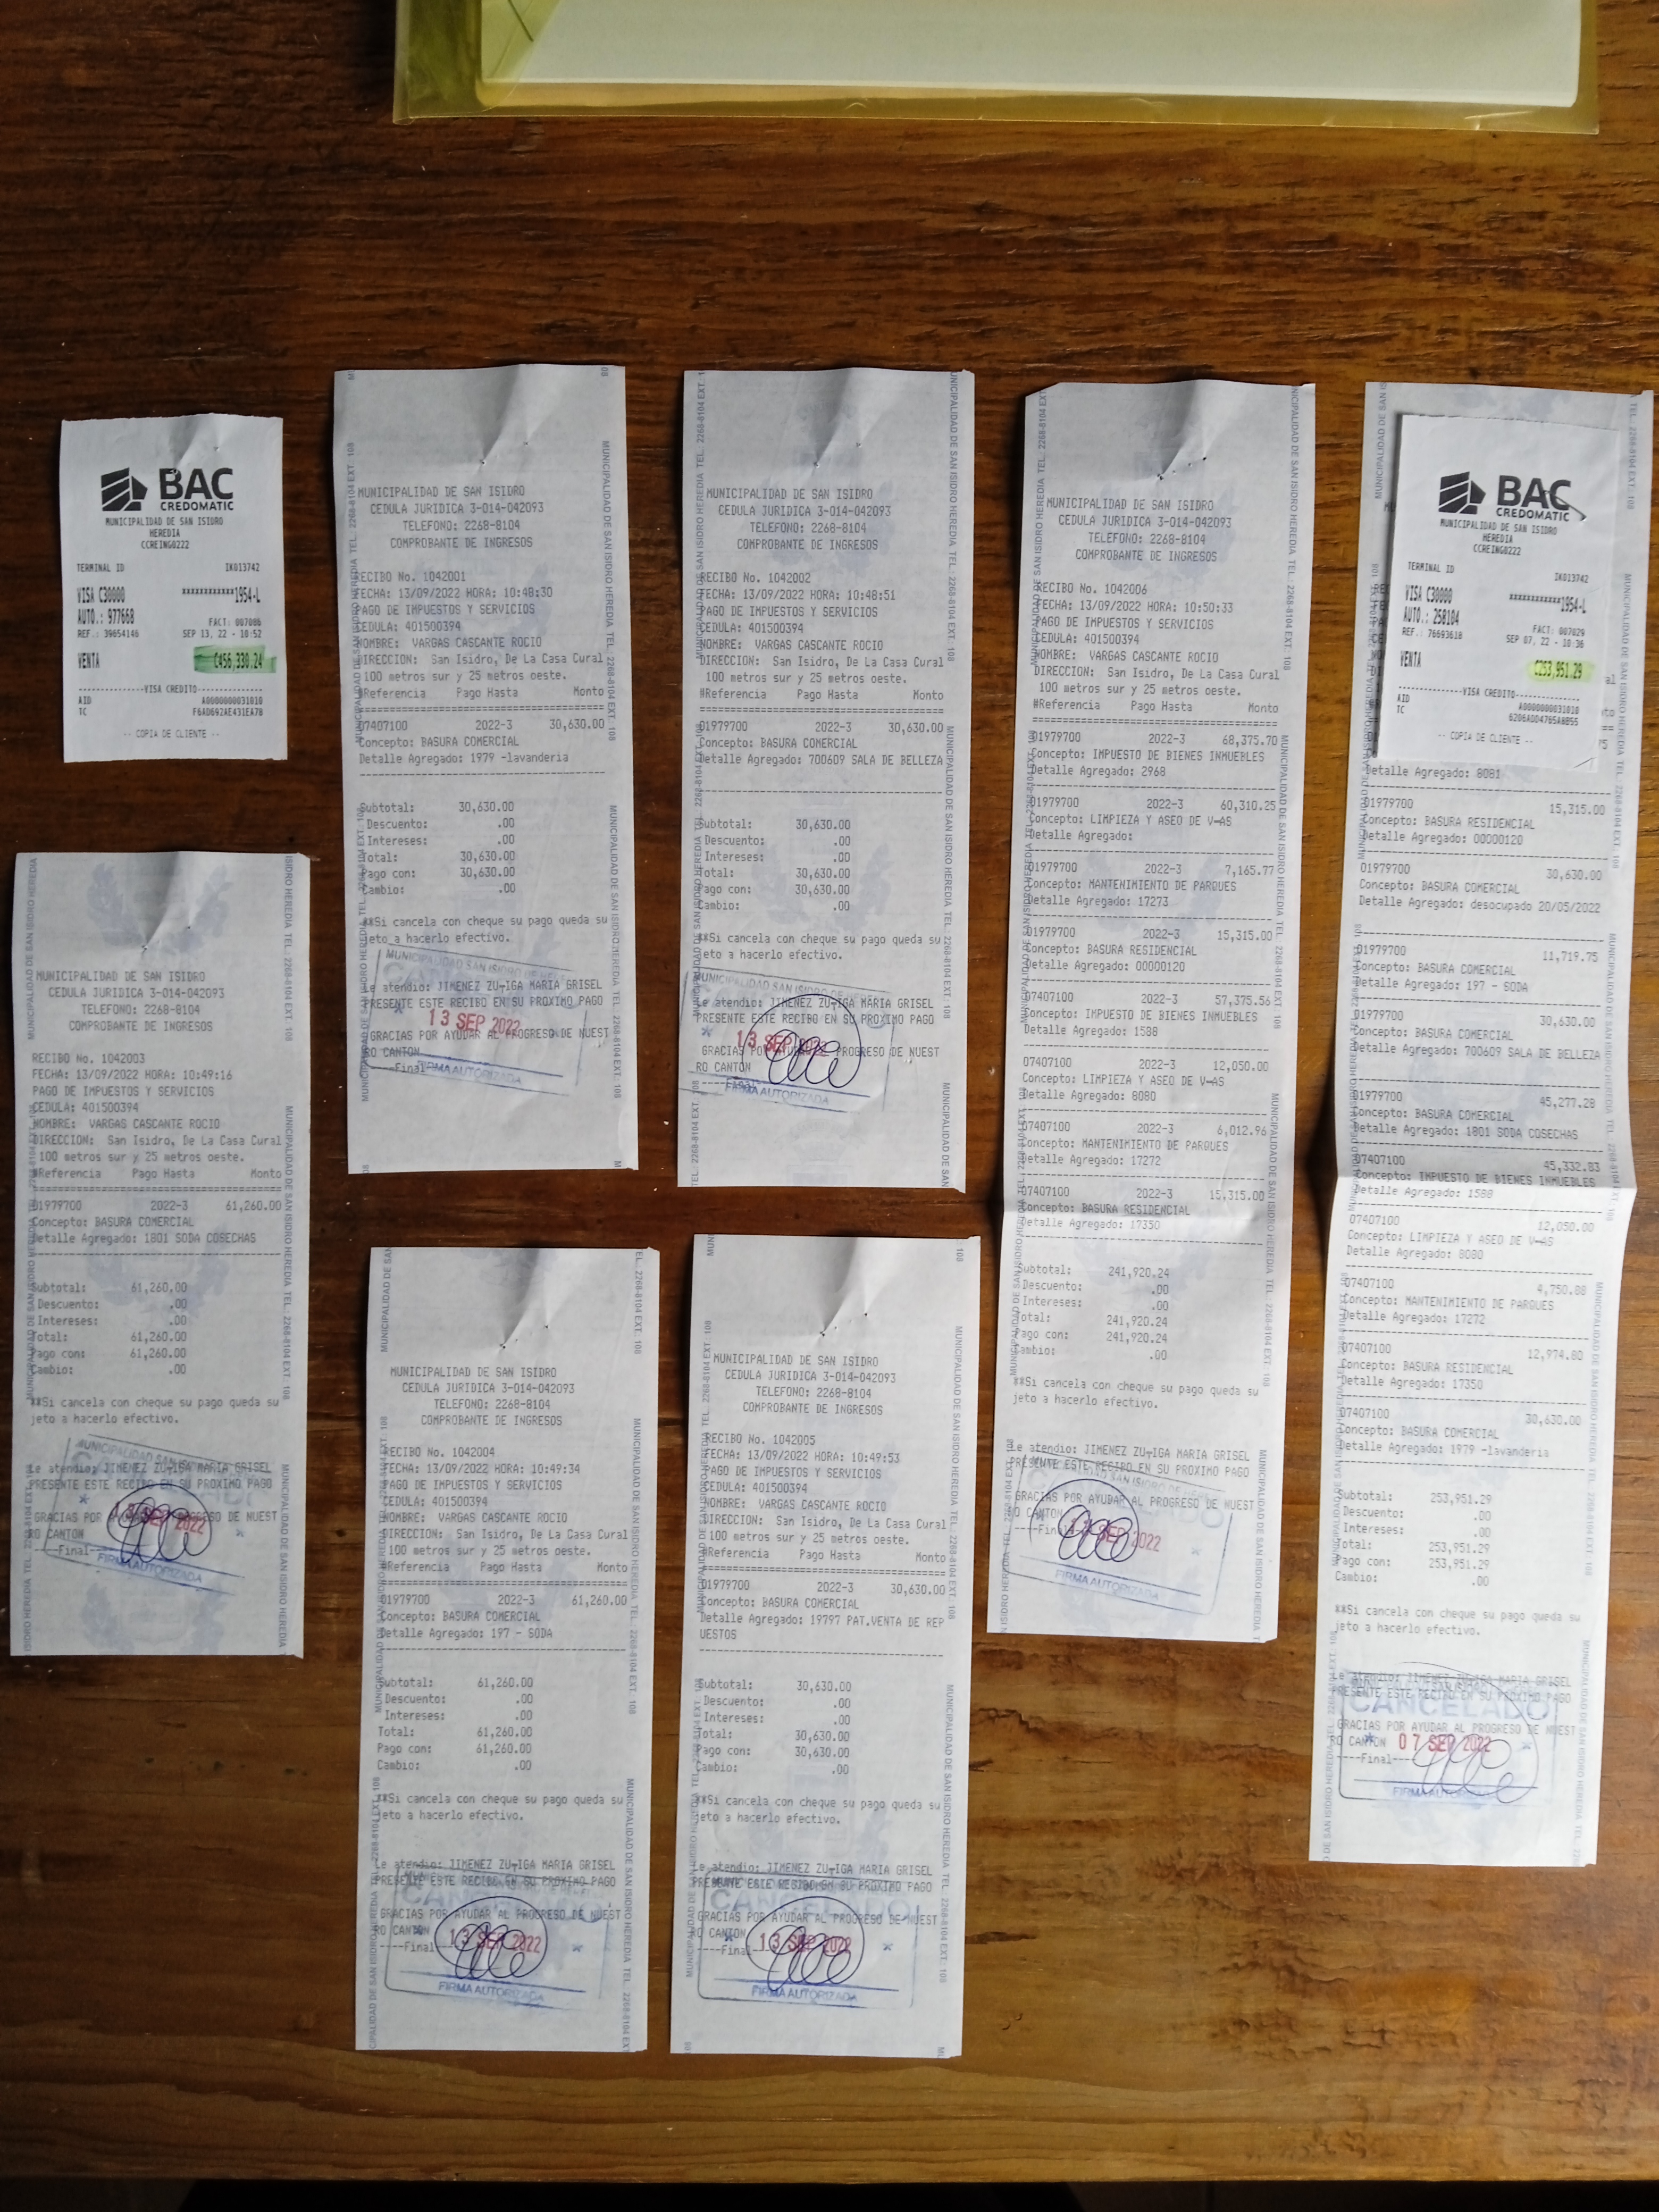 BAC
CREDOMATIC
MUNICIPALIDAD DE SAN ISIDRO
HEREDIA
CCREING0222
TERMINAL ID IK013742
VISA C30000 ************1954-L
AUTO.: 977668 FACT: 007086
REF.: 39654146 SEP 13, 22 - 10:52
VENTA C456,330.24
------------VISA CREDITO------------
AID A0000000031010
TC F6AD692AE431EA78
-- COPIA DE CLIENTE --
MUNICIPALIDAD DE SAN ISIDRO
CEDULA JURIDICA 3-014-042093
TELEFONO: 2268-8104
COMPROBANTE DE INGRESOS
RECIBO No. 1042001
FECHA: 13/09/2022 HORA: 10:48:30
PAGO DE IMPUESTOS Y SERVICIOS
CEDULA: 401500394
NOMBRE: VARGAS CASCANTE ROCIO
DIRECCION: San Isidro, De La Casa Cural
100 metros sur y 25 metros oeste.
#Referencia Pago Hasta Monto
07407100 2022-3 30,630.00
Concepto: BASURA COMERCIAL
Detalle Agregado: 1979 -lavanderia
Subtotal: 30,630.00
Descuento: .00
Intereses: .00
Total: 30,630.00
Pago con: 30,630.00
Cambio: .00
**Si cancela con cheque su pago queda su
jeto a hacerlo efectivo.
Le atendio: JIMENEZ ZU¬IGA MARIA GRISEL
PRESENTE ESTE RECIBO EN SU PROXIMO PAGO
13 SEP 2022
GRACIAS POR AYUDAR AL PROGRESO DE NUEST
RO CANTON
----Final
FIRMA AUTORIZADA
MUNICIPALIDAD DE SAN ISIDRO
CEDULA JURIDICA 3-014-042093
TELEFONO: 2268-8104
COMPROBANTE DE INGRESOS
RECIBO No. 1042002
FECHA: 13/09/2022 HORA: 10:48:51
PAGO DE IMPUESTOS Y SERVICIOS
CEDULA: 401500394
NOMBRE: VARGAS CASCANTE ROCIO
DIRECCION: San Isidro, De La Casa Cural
100 metros sur y 25 metros oeste.
#Referencia Pago Hasta Monto
01979700 2022-3 30,630.00
Concepto: BASURA COMERCIAL
Detalle Agregado: 700609 SALA DE BELLEZA
Subtotal: 30,630.00
Descuento: .00
Intereses: .00
Total: 30,630.00
Pago con: 30,630.00
Cambio: .00
**Si cancela con cheque su pago queda su
jeto a hacerlo efectivo.
Le atendio: JIMENEZ ZU¬IGA MARIA GRISEL
PRESENTE ESTE RECIBO EN SU PROXIMO PAGO
13 SEP 2022
GRACIAS POR AYUDAR AL PROGRESO DE NUEST
RO CANTON
FIRMA AUTORIZADA
MUNICIPALIDAD DE SAN ISIDRO
CEDULA JURIDICA 3-014-042093
TELEFONO: 2268-8104
COMPROBANTE DE INGRESOS
RECIBO No. 1042006
FECHA: 13/09/2022 HORA: 10:50:33
PAGO DE IMPUESTOS Y SERVICIOS
CEDULA: 401500394
NOMBRE: VARGAS CASCANTE ROCIO
DIRECCION: San Isidro, De La Casa Cural
100 metros sur y 25 metros oeste.
#Referencia Pago Hasta Monto
01979700 2022-3 68,375.70
Concepto: IMPUESTO DE BIENES INMUEBLES
Detalle Agregado: 2968
01979700 2022-3 60,310.25
Concepto: LIMPIEZA Y ASEO DE V-AS
Detalle Agregado:
01979700 2022-3 7,165.77
Concepto: MANTENIMIENTO DE PARQUES
Detalle Agregado: 17273
01979700 2022-3 15,315.00
Concepto: BASURA RESIDENCIAL
Detalle Agregado: 00000120
07407100 2022-3 57,375.56
Concepto: IMPUESTO DE BIENES INMUEBLES
Detalle Agregado: 1588
07407100 2022-3 12,050.00
Concepto: LIMPIEZA Y ASEO DE V-AS
Detalle Agregado: 8080
07407100 2022-3 6,012.96
Concepto: MANTENIMIENTO DE PARQUES
Detalle Agregado: 17272
07407100 2022-3 15,315.00
Concepto: BASURA RESIDENCIAL
Detalle Agregado: 17350
Subtotal: 241,920.24
Descuento: .00
Intereses: .00
Total: 241,920.24
Pago con: 241,920.24
Cambio: .00
**Si cancela con cheque su pago queda su
jeto a hacerlo efectivo.
Le atendio: JIMENEZ ZU¬IGA MARIA GRISEL
PRESENTE ESTE RECIBO EN SU PROXIMO PAGO
GRACIAS POR AYUDAR AL PROGRESO DE NUEST
RO CANTON
----Final
13 SEP 2022
FIRMA AUTORIZADA
BAC
CREDOMATIC
MUNICIPALIDAD DE SAN ISIDRO
HEREDIA
CCREING0222
TERMINAL ID IK013742
VISA C30000 ************1954-L
AUTO.: 258104 FACT: 007029
REF.: 76693618 SEP 07, 22 - 10:36
VENTA C253,951.29
------------VISA CREDITO------------
AID A0000000031010
TC 6206ADD4765A8B55
-- COPIA DE CLIENTE --
Detalle Agregado: 8081
01979700 15,315.00
Concepto: BASURA RESIDENCIAL
Detalle Agregado: 00000120
01979700 30,630.00
Concepto: BASURA COMERCIAL
Detalle Agregado: desocupado 20/05/2022
01979700 11,719.75
Concepto: BASURA COMERCIAL
Detalle Agregado: 197 - SODA
01979700 30,630.00
Concepto: BASURA COMERCIAL
Detalle Agregado: 700609 SALA DE BELLEZA
01979700 45,277.28
Concepto: BASURA COMERCIAL
Detalle Agregado: 1801 SODA COSECHAS
07407100 45,332.83
Concepto: IMPUESTO DE BIENES INMUEBLES
Detalle Agregado: 1588
07407100 12,050.00
Concepto: LIMPIEZA Y ASEO DE V-AS
Detalle Agregado: 8080
07407100 4,750.88
Concepto: MANTENIMIENTO DE PARQUES
Detalle Agregado: 17272
07407100 12,974.80
Concepto: BASURA RESIDENCIAL
Detalle Agregado: 17350
07407100 30,630.00
Concepto: BASURA COMERCIAL
Detalle Agregado: 1979 -lavanderia
Subtotal: 253,951.29
Descuento: .00
Intereses: .00
Total: 253,951.29
Pago con: 253,951.29
Cambio: .00
**Si cancela con cheque su pago queda su
jeto a hacerlo efectivo.
Le atendio: JIMENEZ ZU¬IGA MARIA GRISEL
PRESENTE ESTE RECIBO EN SU PROXIMO PAGO
CANCELADO
GRACIAS POR AYUDAR AL PROGRESO DE NUEST
RO CANTON
07 SEP 2022
----Final----
MUNICIPALIDAD DE SAN ISIDRO
CEDULA JURIDICA 3-014-042093
TELEFONO: 2268-8104
COMPROBANTE DE INGRESOS
RECIBO No. 1042003
FECHA: 13/09/2022 HORA: 10:49:16
PAGO DE IMPUESTOS Y SERVICIOS
CEDULA: 401500394
NOMBRE: VARGAS CASCANTE ROCIO
DIRECCION: San Isidro, De La Casa Cural
100 metros sur y 25 metros oeste.
#Referencia Pago Hasta Monto
01979700 2022-3 61,260.00
Concepto: BASURA COMERCIAL
Detalle Agregado: 1801 SODA COSECHAS
Subtotal: 61,260.00
Descuento: .00
Intereses: .00
Total: 61,260.00
Pago con: 61,260.00
Cambio: .00
**Si cancela con cheque su pago queda su
jeto a hacerlo efectivo.
Le atendio: JIMENEZ ZU¬IGA MARIA GRISEL
PRESENTE ESTE RECIBO EN SU PROXIMO PAGO
13 SEP 2022
GRACIAS POR AYUDAR AL PROGRESO DE NUEST
RO CANTON
----Final
FIRMA AUTORIZADA
MUNICIPALIDAD DE SAN ISIDRO
CEDULA JURIDICA 3-014-042093
TELEFONO: 2268-8104
COMPROBANTE DE INGRESOS
RECIBO No. 1042004
FECHA: 13/09/2022 HORA: 10:49:34
PAGO DE IMPUESTOS Y SERVICIOS
CEDULA: 401500394
NOMBRE: VARGAS CASCANTE ROCIO
DIRECCION: San Isidro, De La Casa Cural
100 metros sur y 25 metros oeste.
#Referencia Pago Hasta Monto
01979700 2022-3 61,260.00
Concepto: BASURA COMERCIAL
Detalle Agregado: 197 - SODA
Subtotal: 61,260.00
Descuento: .00
Intereses: .00
Total: 61,260.00
Pago con: 61,260.00
Cambio: .00
**Si cancela con cheque su pago queda su
jeto a hacerlo efectivo.
Le atendio: JIMENEZ ZU¬IGA MARIA GRISEL
PRESENTE ESTE RECIBO EN SU PROXIMO PAGO
GRACIAS POR AYUDAR AL PROGRESO DE NUEST
RO CANTON
----Final
13 SEP 2022
FIRMA AUTORIZADA
MUNICIPALIDAD DE SAN ISIDRO
CEDULA JURIDICA 3-014-042093
TELEFONO: 2268-8104
COMPROBANTE DE INGRESOS
RECIBO No. 1042005
FECHA: 13/09/2022 HORA: 10:49:53
PAGO DE IMPUESTOS Y SERVICIOS
CEDULA: 401500394
NOMBRE: VARGAS CASCANTE ROCIO
DIRECCION: San Isidro, De La Casa Cural
100 metros sur y 25 metros oeste.
#Referencia Pago Hasta Monto
01979700 2022-3 30,630.00
Concepto: BASURA COMERCIAL
Detalle Agregado: 19797 PAT.VENTA DE REP
UESTOS
Subtotal: 30,630.00
Descuento: .00
Intereses: .00
Total: 30,630.00
Pago con: 30,630.00
Cambio: .00
**Si cancela con cheque su pago queda su
jeto a hacerlo efectivo.
Le atendio: JIMENEZ ZU¬IGA MARIA GRISEL
PRESENTE ESTE RECIBO EN SU PROXIMO PAGO
CANCELADO
GRACIAS POR AYUDAR AL PROGRESO DE NUEST
RO CANTON
----Final
13 SEP 2022
FIRMA AUTORIZADA